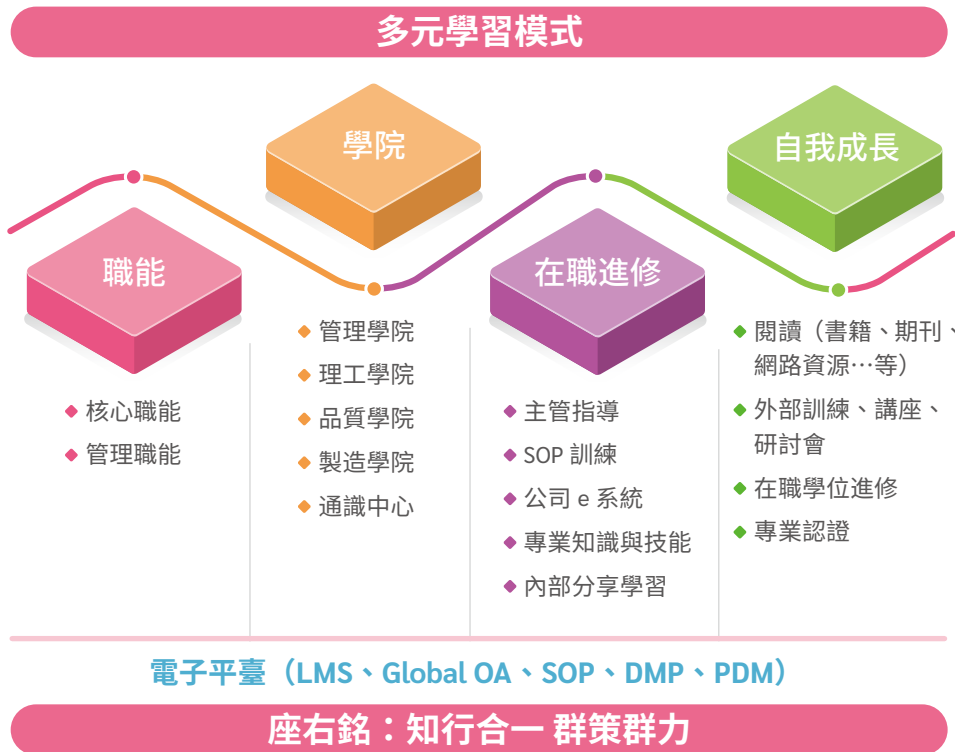 多元學習模式
職能
核心職能
管理職能
學院
管理學院
理工學院
品質學院
製造學院
通識中心
在職進修
主管指導
SOP 訓練
公司 e 系統
專業知識與技能
內部分享學習
自我成長
閱讀（書籍、期刊、
網路資源…等）
外部訓練、講座、
研討會
在職學位進修
專業認證
電子平臺（LMS、Global OA、SOP、DMP、PDM）
座右銘：知行合一 群策群力